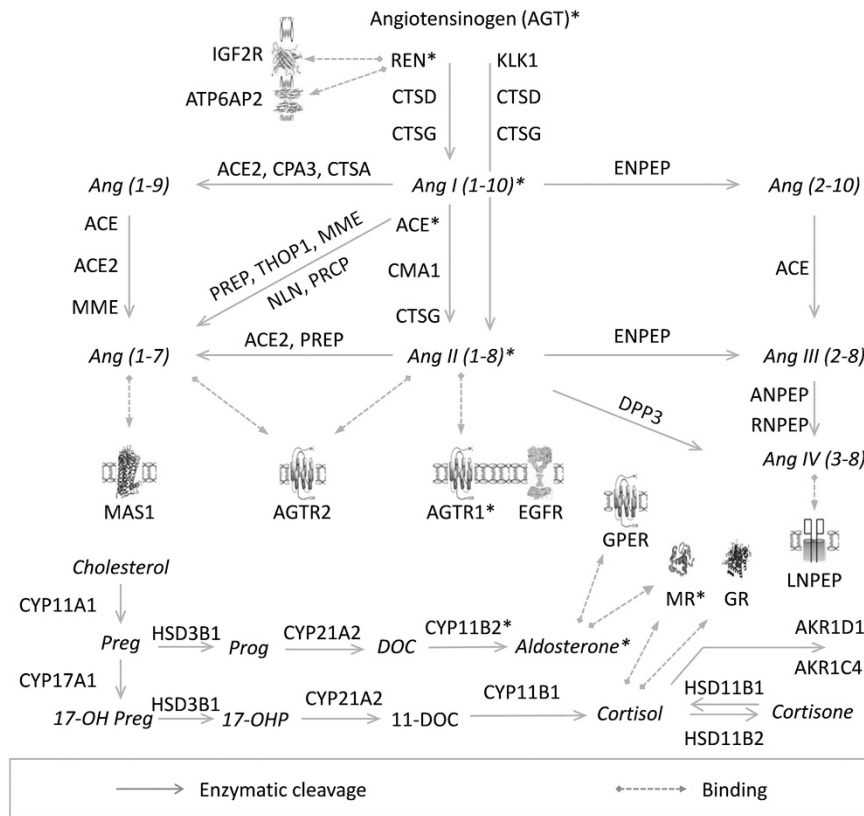 Angiotensinogen (AGT)*
IGF2R
REN*
KLK1
ATP6AP2
CTSD
CTSD
CTSG
CTSG
Ang (1-9)
ACE2, CPA3, CTSA
Ang I (1-10)*
ENPEP
Ang (2-10)
ACE
ACE2
MME
PREP, THOP1, MME
NLN, PRCP
ACE*
CMA1
CTSG
ACE
Ang (1-7)
ACE2, PREP
Ang II (1-8)*
ENPEP
Ang III (2-8)
DPP3
ANPEP
RNPEP
Ang IV (3-8)
MAS1
AGTR2
AGTR1*
EGFR
GPER
LNPEP
MR*
GR
Cholesterol
CYP11A1
Preg
HSD3B1
Prog
CYP21A2
DOC
CYP11B2*
Aldosterone*
AKR1D1
AKR1C4
CYP17A1
17-OH Preg
HSD3B1
17-OHP
CYP21A2
11-DOC
CYP11B1
Cortisol
HSD11B1
HSD11B2
Cortisone
Enzymatic cleavage
Binding